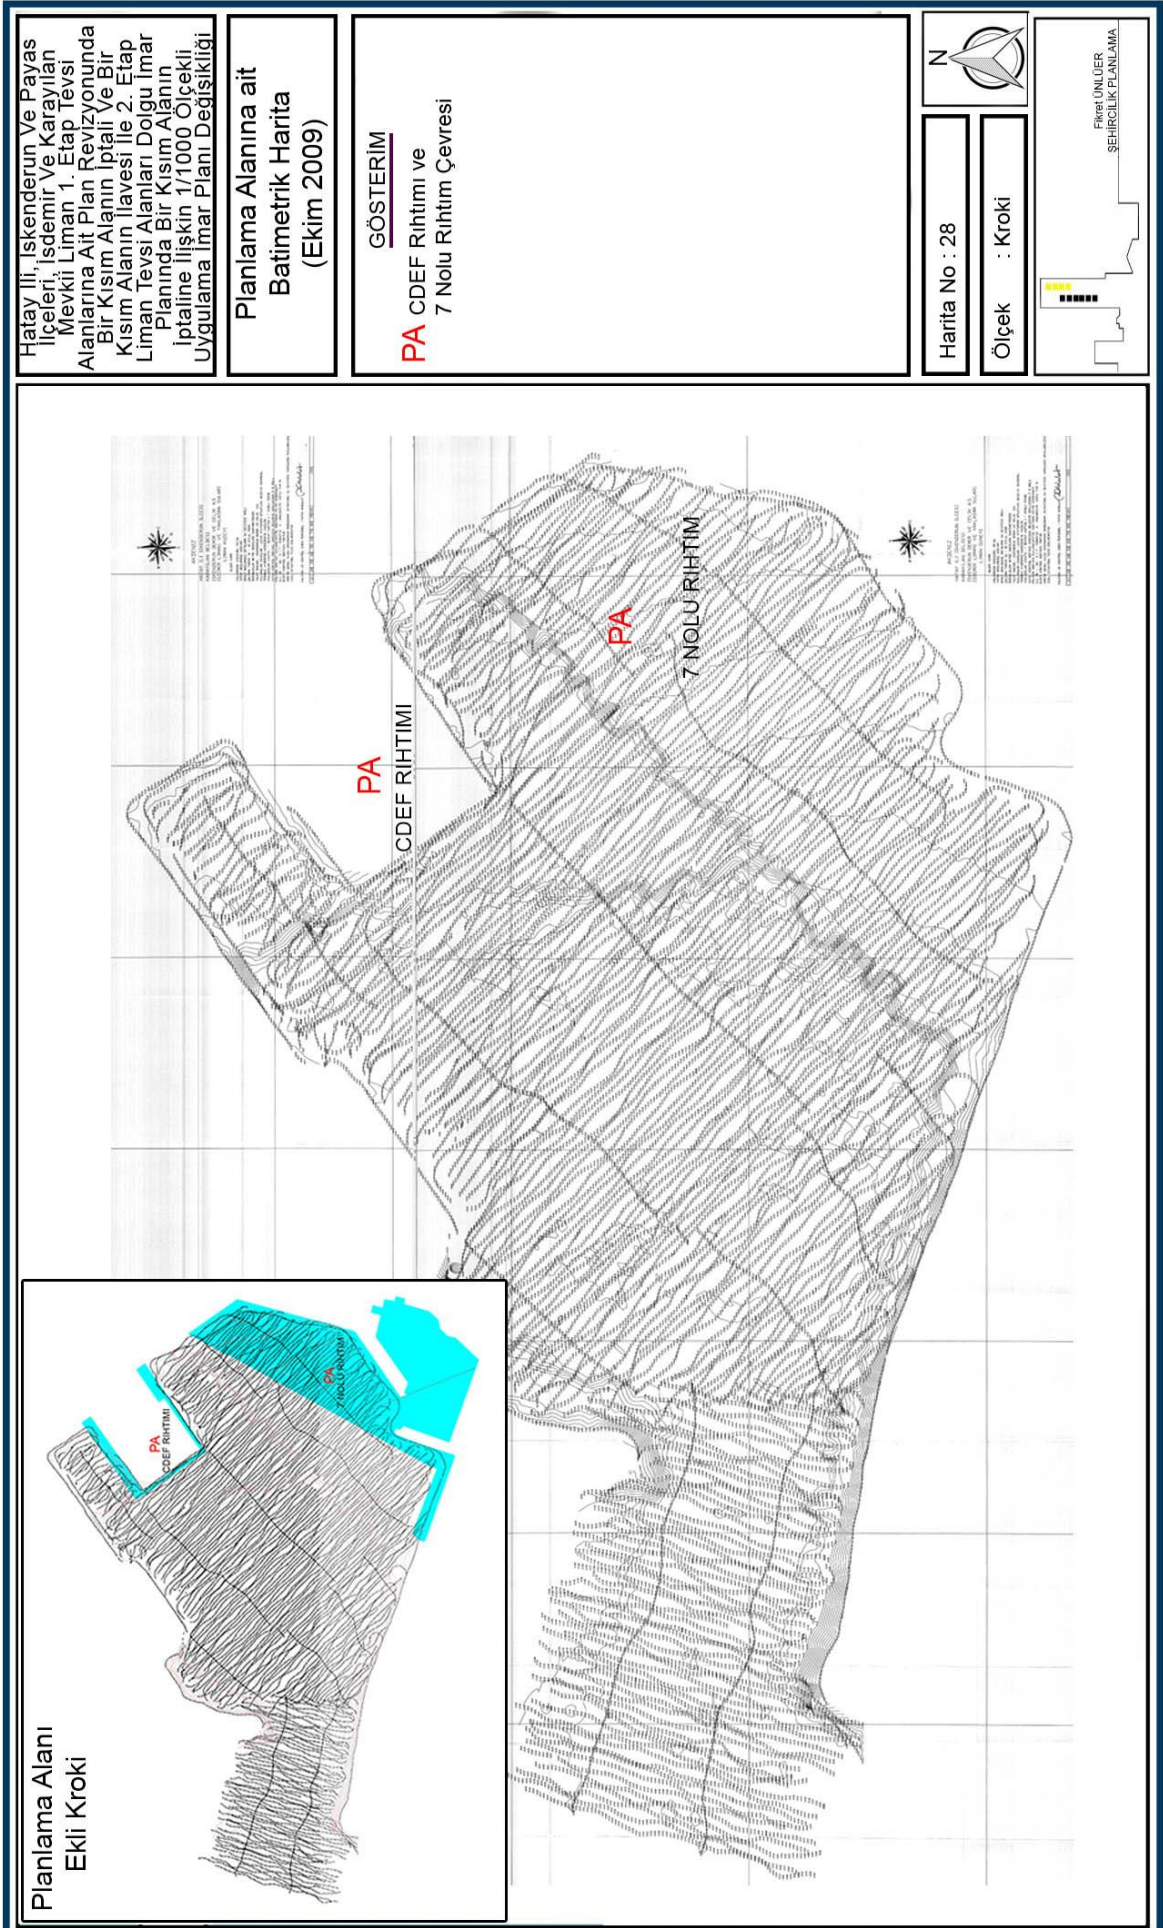 Hatay İli, İskenderun Ve Payas
İlçeleri, İsdemir Ve Karayılan
Mevkii Liman 1. Etap Tevsi
Alanlarına Ait Plan Revizyonunda
Bir Kısım Alanın İptali Ve Bir
Kısım Alanın İlavesi İle 2. Etap
Liman Tevsi Alanları Dolgu İmar
Planında Bir Kısım Alanın
İptaline İlişkin 1/1000 Ölçekli
Uygulama İmar Planı Değişikliği
Planlama Alanına ait
Batimetrik Harita
(Ekim 2009)
GÖSTERİM
PA CDEF Rıhtımı ve
7 Nolu Rıhtım Çevresi
Harita No : 28
Ölçek : Kroki
N
Fikret ÜNLÜER
ŞEHİRCİLİK PLANLAMA
PA
CDEF RIHTIMI
PA
7 NOLU RIHTIM
Planlama Alanı
Ekli Kroki
PA
CDEF RIHTIMI
PA
7 NOLU RIHTIM